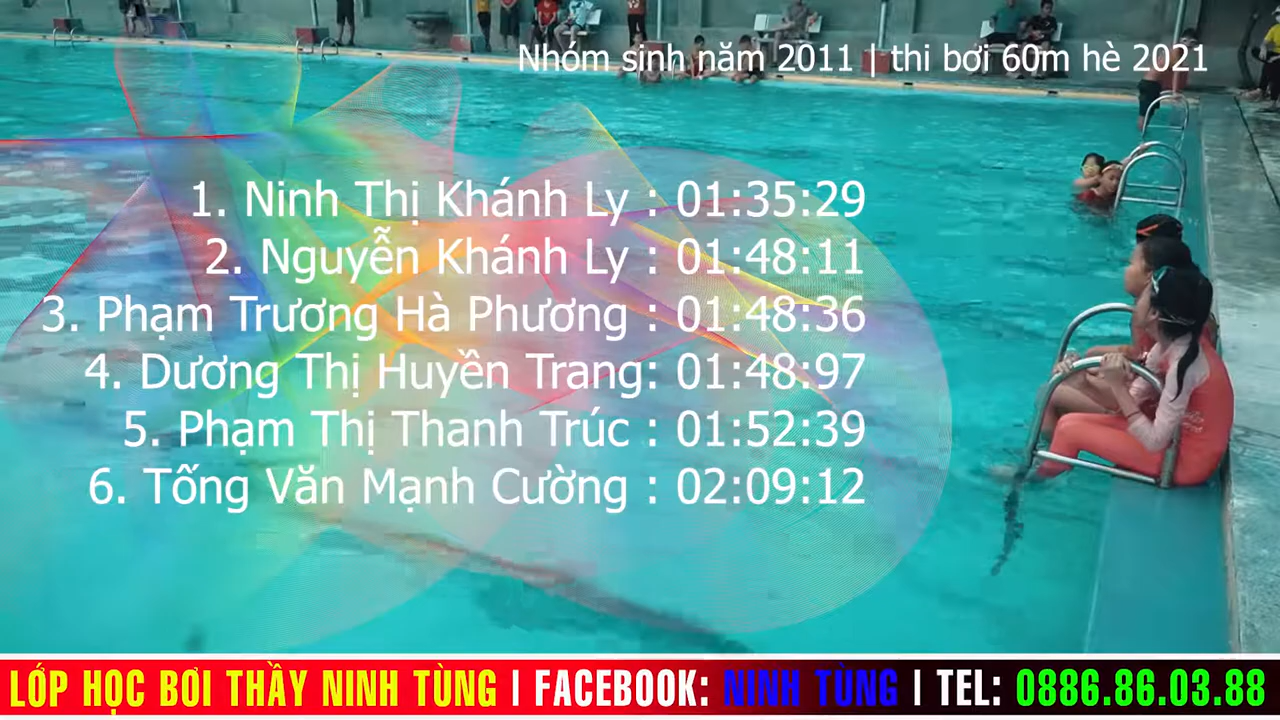 Nhóm sinh năm 2011 | thi bơi 60m hè 2021
1. Ninh Thị Khánh Ly : 01:35:29
2. Nguyễn Khánh Ly : 01:48:11
3. Phạm Trương Hà Phương : 01:48:36
4. Dương Thị Huyền Trang: 01:48:97
5. Phạm Thị Thanh Trúc : 01:52:39
6. Tống Văn Mạnh Cường : 02:09:12
LỚP HỌC BƠI THẦY NINH TÙNG I FACEBOOK: NINH TÙNG I TEL: 0886.86.03.88